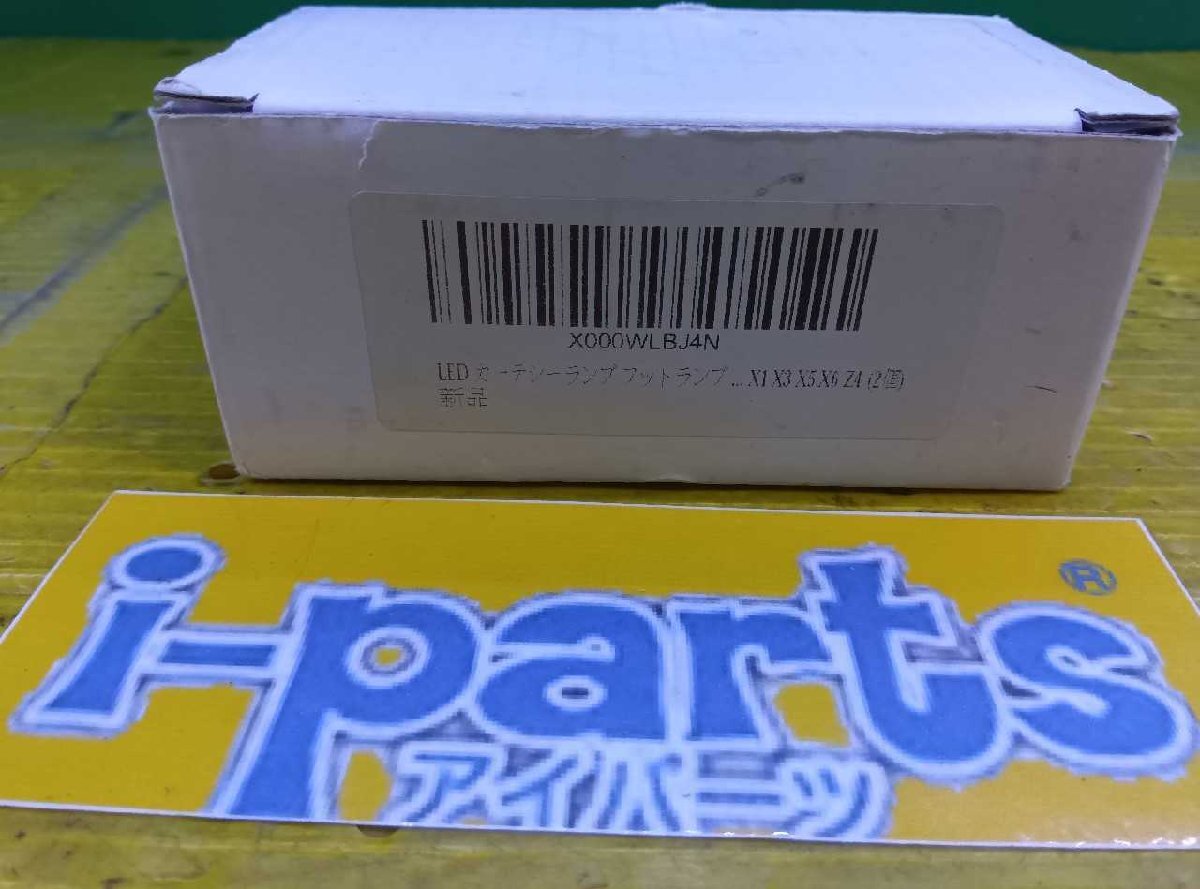 X000WLBJ4N
LED カーテシーランプ フットランプ ... X1 X3 X5 X6 Z4 (2個)
新品
i-parts®
アイパーツ